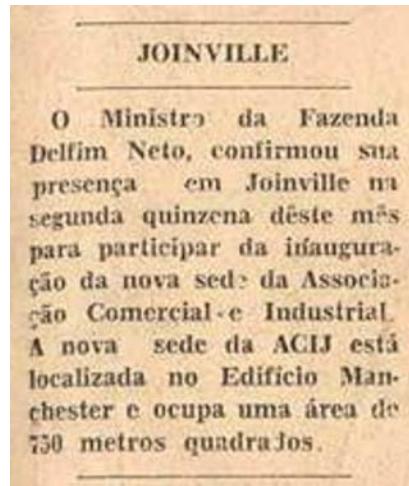 JOINVILLE
O Ministro da Fazenda
Delfim Neto, confirmou sua
presença em Joinville na
segunda quinzena dêste mês
para participar da inaugura-
ção da nova sede da Associa-
ção Comercial e Industrial.
A nova sede da ACIJ está
localizada no Edifício Man-
chester e ocupa uma área de
750 metros quadrados.